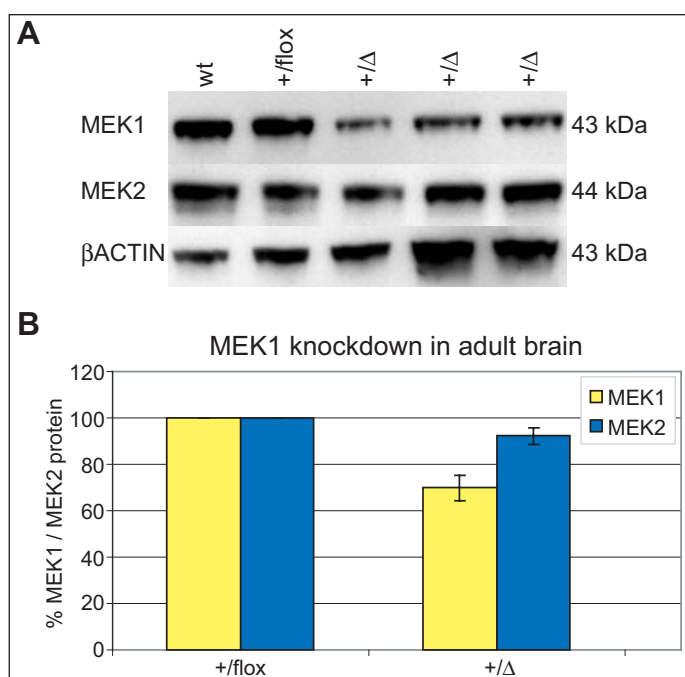 A
wt +/flox +/Δ +/Δ +/Δ
MEK1 43 kDa
MEK2 44 kDa
βACTIN 43 kDa
B
MEK1 knockdown in adult brain
% MEK1 / MEK2 protein
120
100
80
60
40
20
0
MEK1
MEK2
+/flox +/Δ